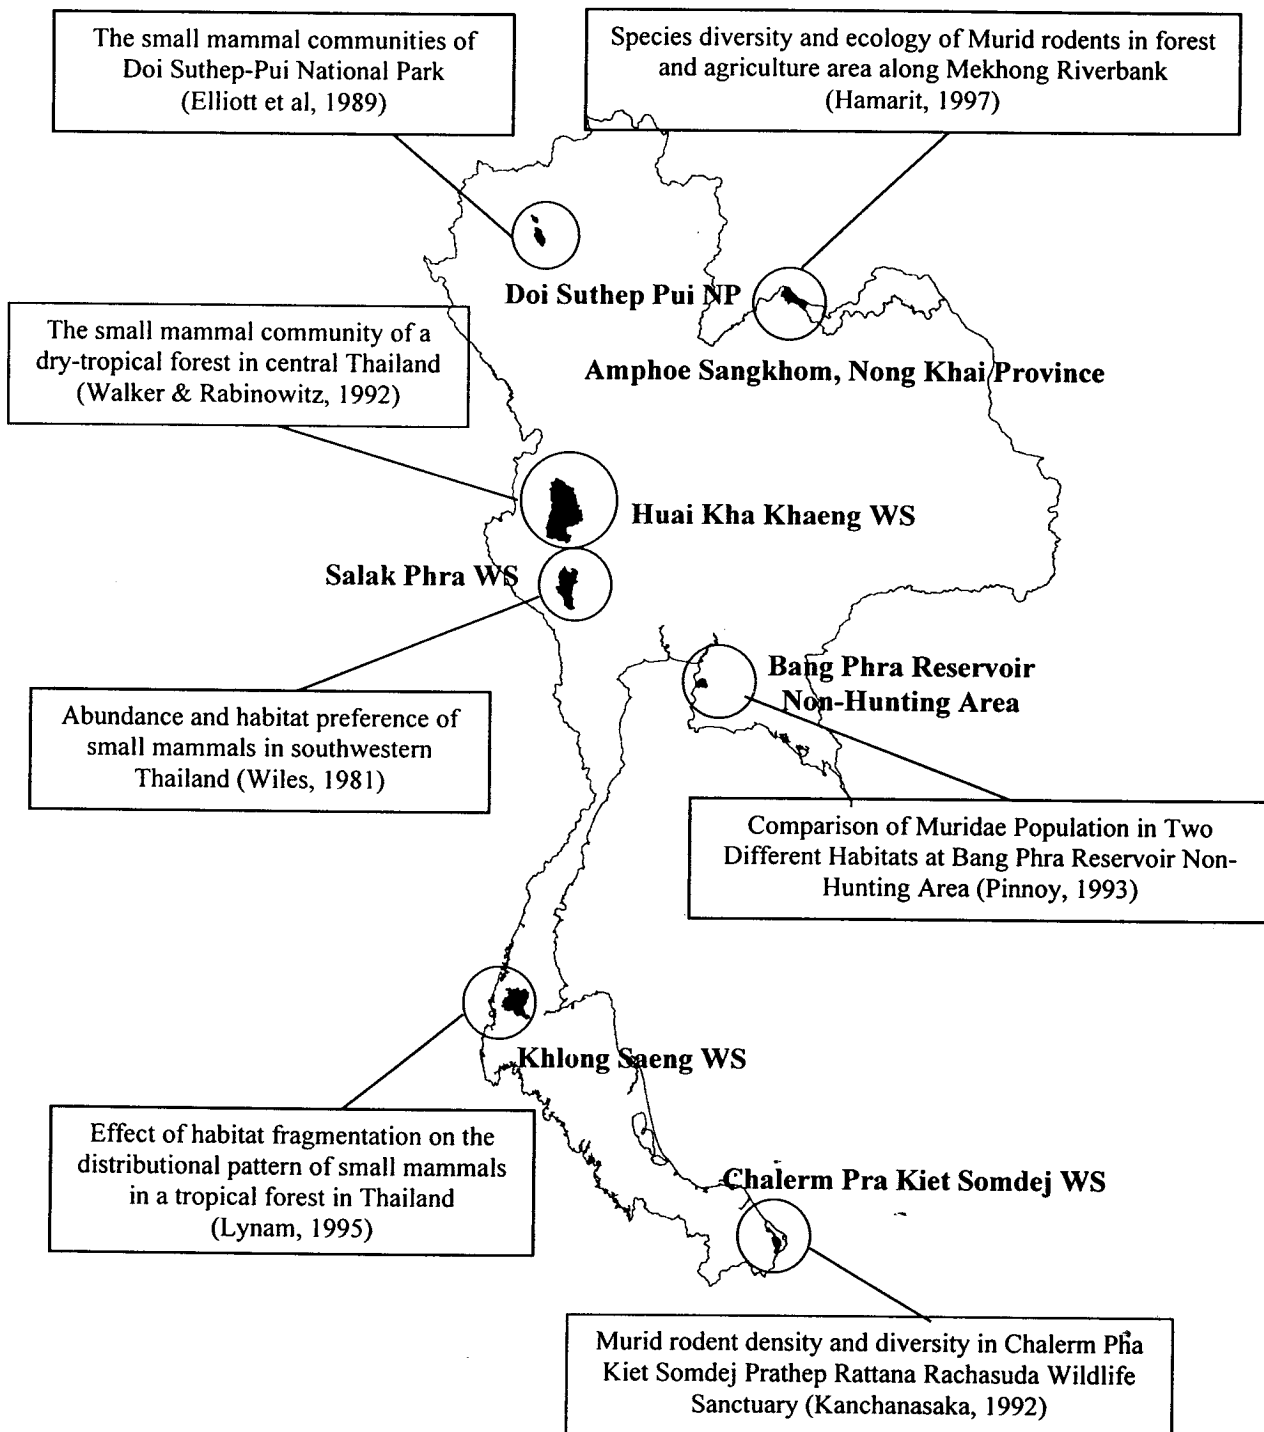 The small mammal communities of
Doi Suthep-Pui National Park
(Elliott et al, 1989)
Species diversity and ecology of Murid rodents in forest
and agriculture area along Mekhong Riverbank
(Hamarit, 1997)
Doi Suthep Pui NP
The small mammal community of a
dry-tropical forest in central Thailand
(Walker & Rabinowitz, 1992)
Amphoe Sangkhom, Nong Khai Province
Huai Kha Khaeng WS
Salak Phra WS
Bang Phra Reservoir
Non-Hunting Area
Abundance and habitat preference of
small mammals in southwestern
Thailand (Wiles, 1981)
Comparison of Muridae Population in Two
Different Habitats at Bang Phra Reservoir Non-
Hunting Area (Pinnoy, 1993)
Khlong Saeng WS
Effect of habitat fragmentation on the
distributional pattern of small mammals
in a tropical forest in Thailand
(Lynam, 1995)
Chalerm Pra Kiet Somdej WS
Murid rodent density and diversity in Chalerm Pha
Kiet Somdej Prathep Rattana Rachasuda Wildlife
Sanctuary (Kanchanasaka, 1992)